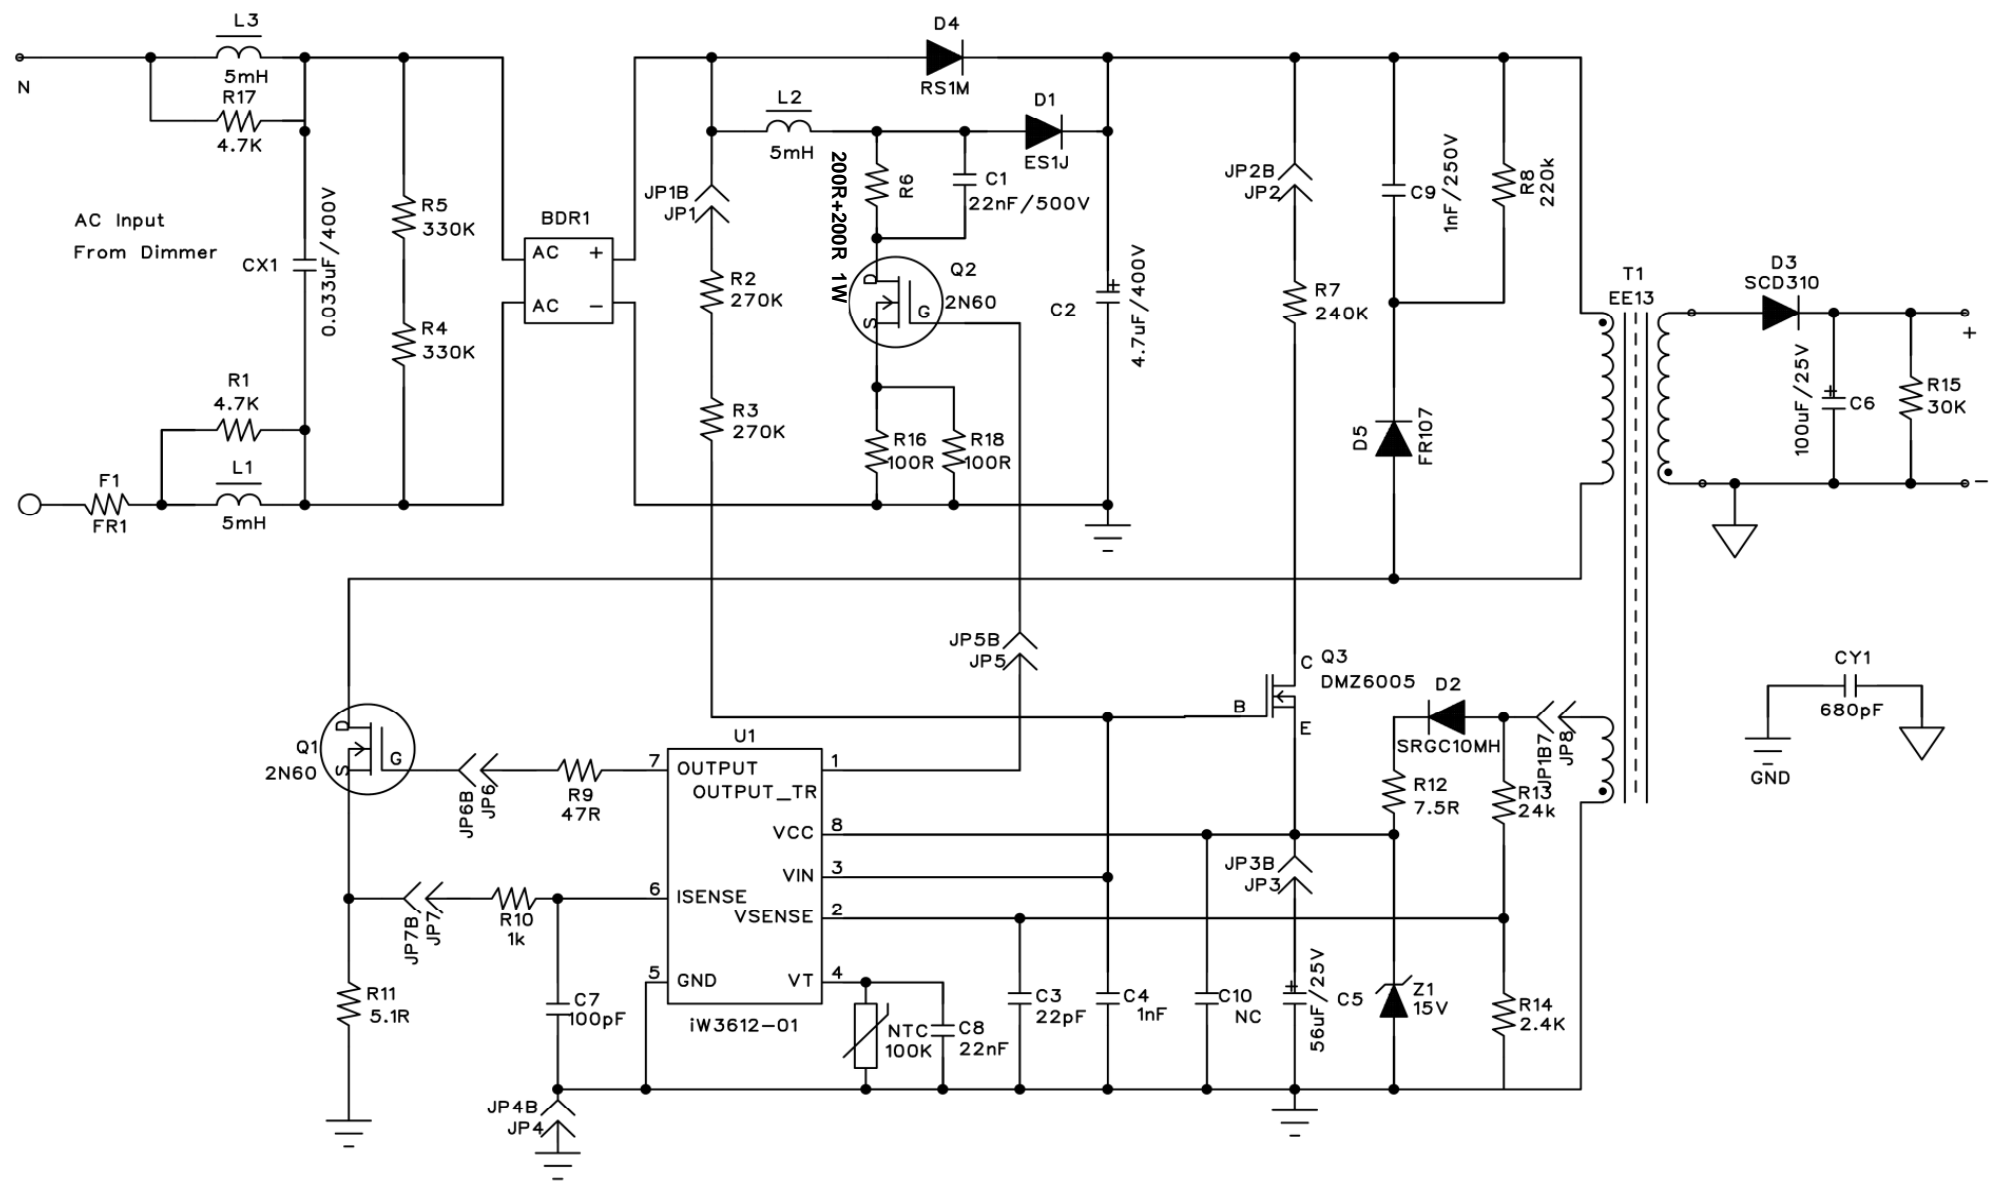 L3
5mH
N
R17
4.7K
AC Input
From Dimmer
CX1
0.033uF/400V
R5
330K
R4
330K
R1
4.7K
F1
FR1
L1
5mH
BDR1
AC +
AC -
D4
RS1M
L2
5mH
D1
ES1J
JP1B
JP1
R2
270K
R3
270K
200R+200R 1W
R6
C1
22nF/500V
Q2
2N60
D
G
S
R16
100R
R18
100R
C2
+
4.7uF/400V
JP2B
JP2
R7
240K
C9
1nF/250V
R8
220k
D5
FR107
T1
EE13
D3
SCD310
100uF/25V
+
C6
R15
30K
+
-
JP5B
JP5
C
Q3
DMZ6005
B
E
D2
SRGC10MH
JP1B7
JP8
R12
7.5R
R13
24k
CY1
680pF
GND
Q1
2N60
D
G
S
JP6B
JP6
R9
47R
U1
7 OUTPUT 1
OUTPUT_TR
VCC 8
VIN 3
6 ISENSE
VSENSE 2
5 GND VT 4
iW3612-01
JP7B
JP7
R10
1k
R11
5.1R
C7
100pF
JP4B
JP4
NTC
100K
C8
22nF
C3
22pF
C4
1nF
C10
NC
JP3B
JP3
+
56uF/25V
C5
Z1
15V
R14
2.4K